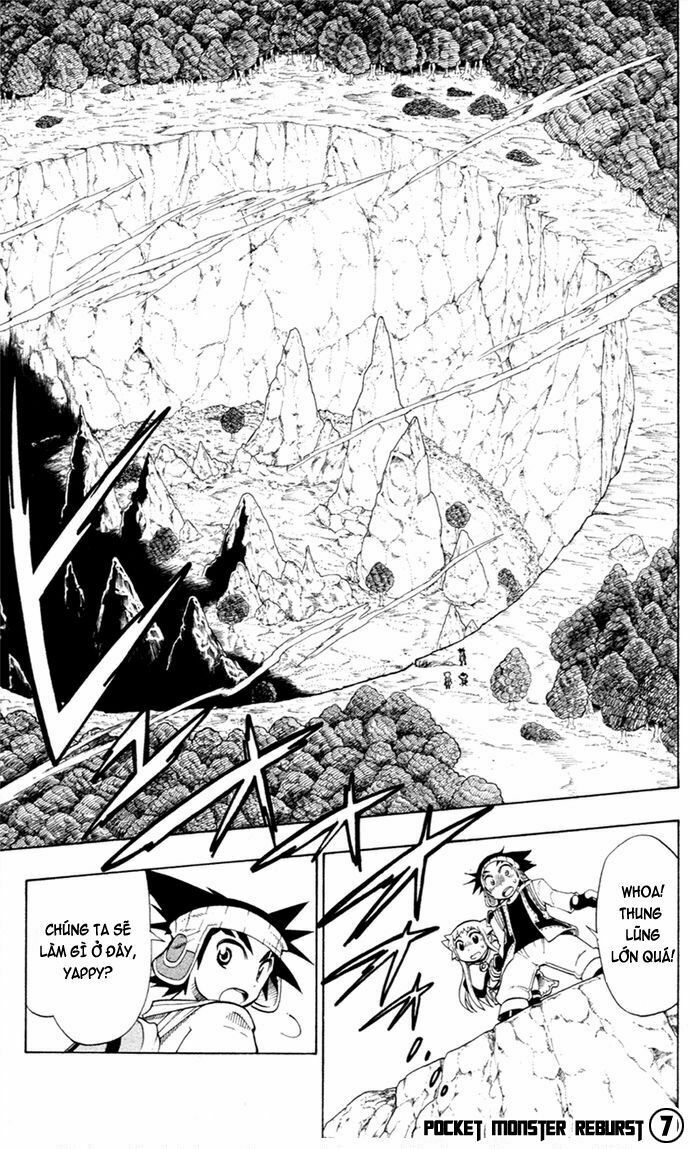 WHOA!
THUNG
LŨNG
LỚN QUÁ!
CHÚNG TA SẼ
LÀM GÌ Ở ĐÂY,
YAPPY?
POCKET MONSTER REBURST 7